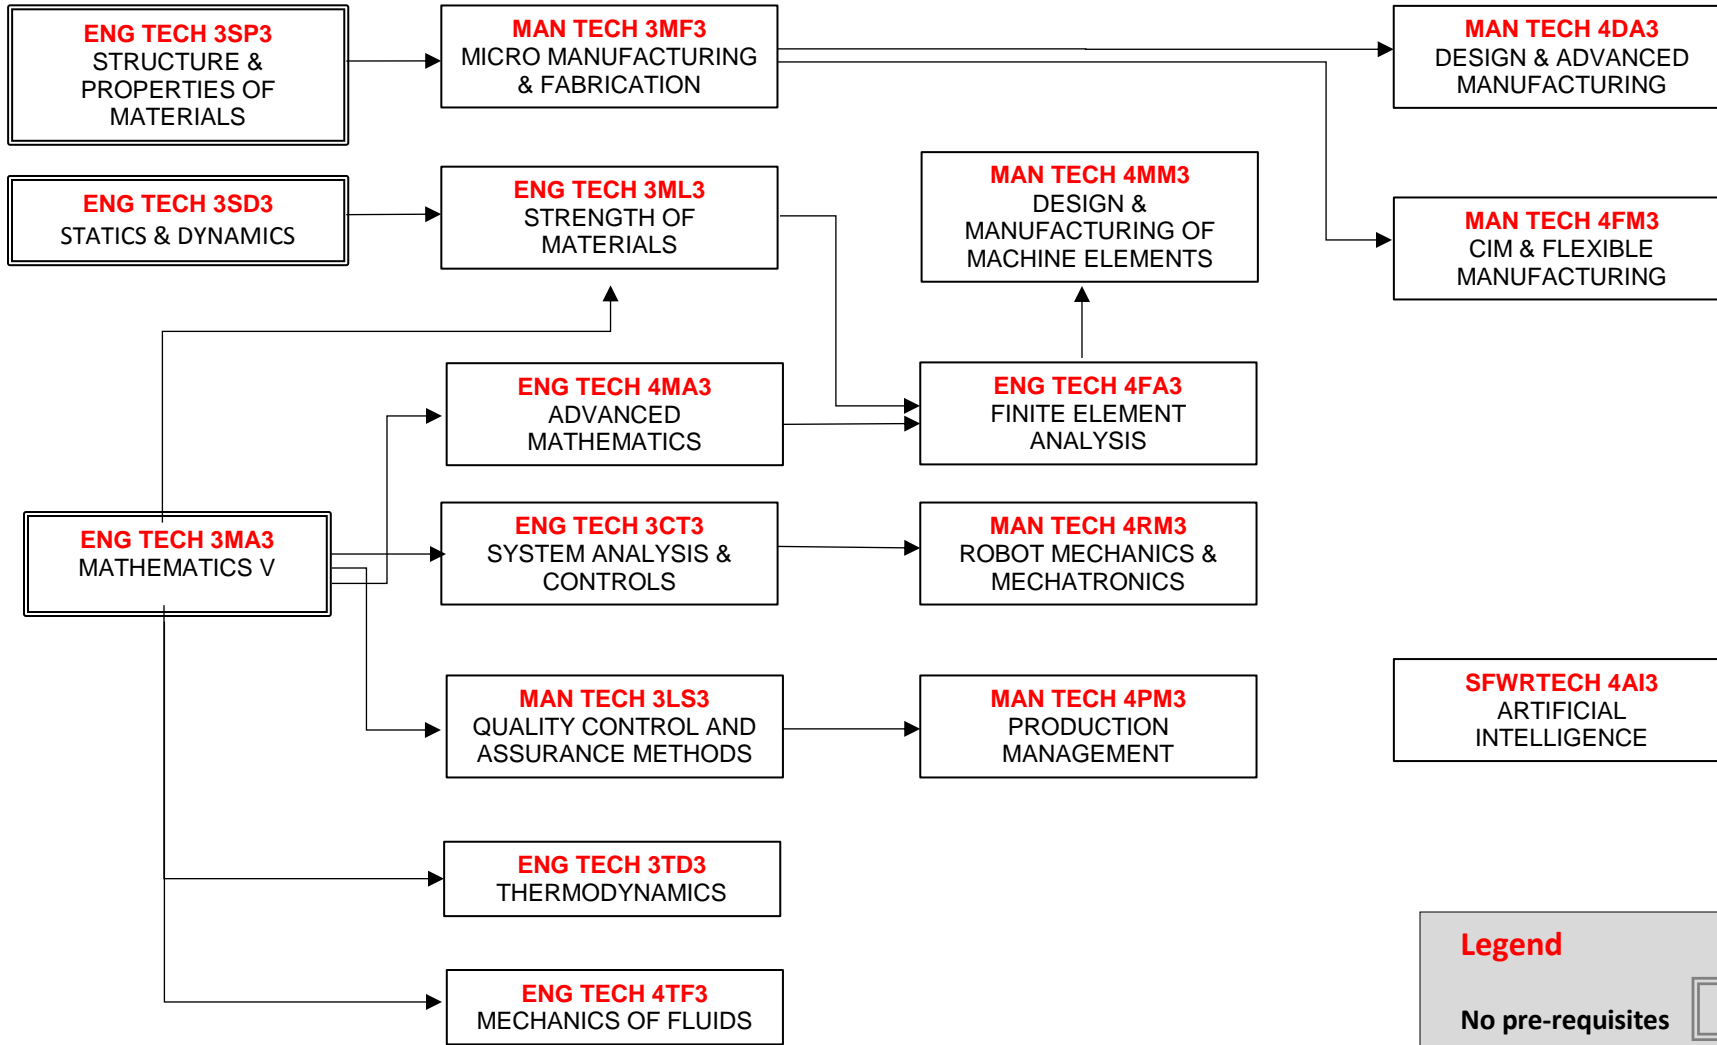 ENG TECH 3SP3
STRUCTURE &
PROPERTIES OF
MATERIALS
MAN TECH 3MF3
MICRO MANUFACTURING
& FABRICATION
MAN TECH 4DA3
DESIGN & ADVANCED
MANUFACTURING
ENG TECH 3SD3
STATICS & DYNAMICS
ENG TECH 3ML3
STRENGTH OF
MATERIALS
MAN TECH 4MM3
DESIGN &
MANUFACTURING OF
MACHINE ELEMENTS
MAN TECH 4FM3
CIM & FLEXIBLE
MANUFACTURING
ENG TECH 4MA3
ADVANCED
MATHEMATICS
ENG TECH 4FA3
FINITE ELEMENT
ANALYSIS
ENG TECH 3MA3
MATHEMATICS V
ENG TECH 3CT3
SYSTEM ANALYSIS &
CONTROLS
MAN TECH 4RM3
ROBOT MECHANICS &
MECHATRONICS
MAN TECH 3LS3
QUALITY CONTROL AND
ASSURANCE METHODS
MAN TECH 4PM3
PRODUCTION
MANAGEMENT
SFWRTECH 4AI3
ARTIFICIAL
INTELLIGENCE
ENG TECH 3TD3
THERMODYNAMICS
ENG TECH 4TF3
MECHANICS OF FLUIDS
Legend
No pre-requisites